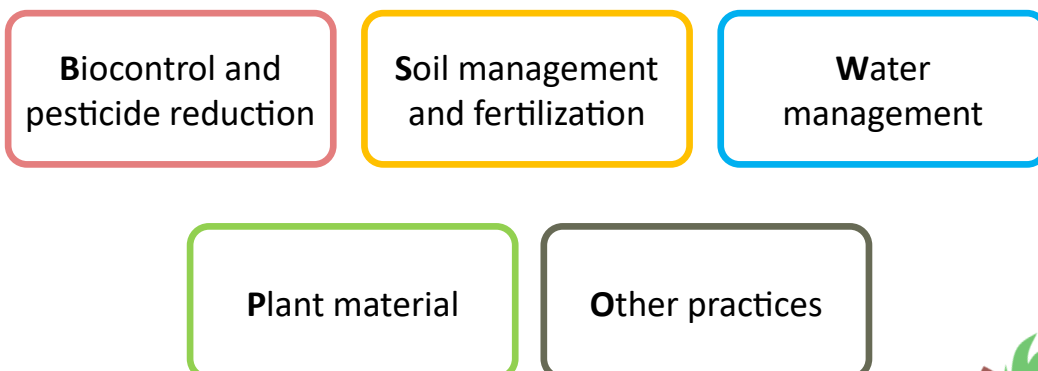 Biocontrol and
pesticide reduction
Soil management
and fertilization
Water
management
Plant material
Other practices